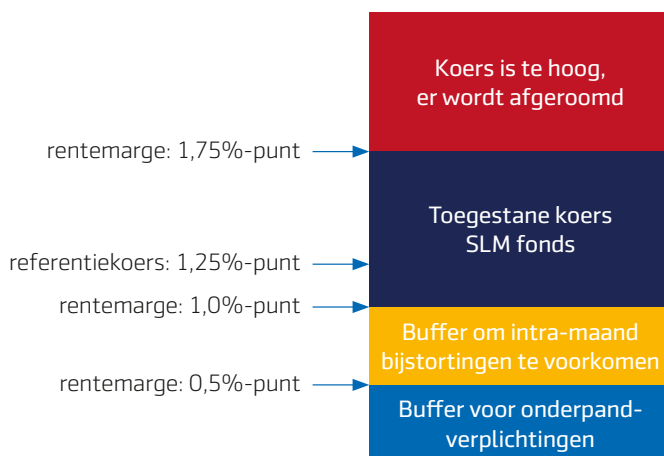 Koers is te hoog,
er wordt afgeroomd
rentemarge: 1,75%-punt
Toegestane koers
SLM fonds
referentiekoers: 1,25%-punt
rentemarge: 1,0%-punt
Buffer om intra-maand
bijstortingen te voorkomen
rentemarge: 0,5%-punt
Buffer voor onderpand-
verplichtingen